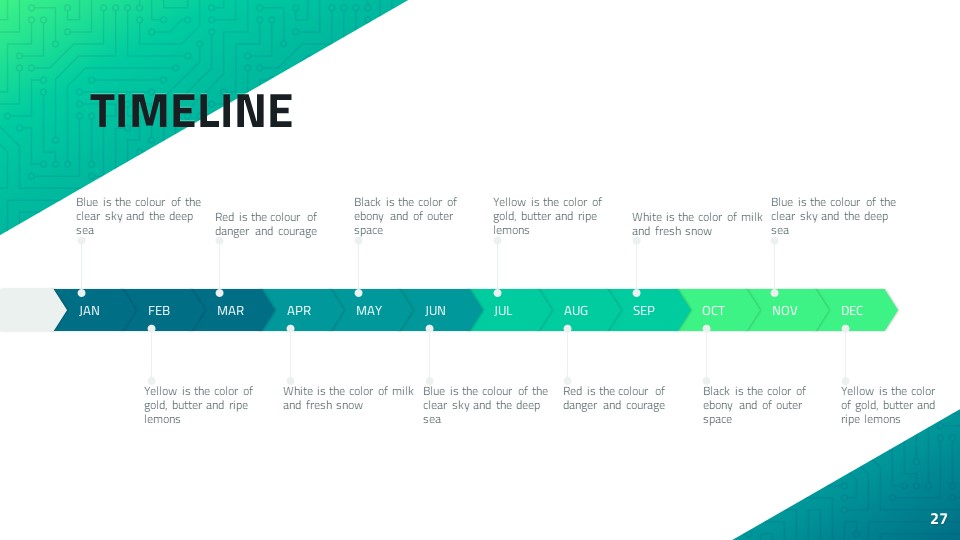 TIMELINE
Blue is the colour of the
clear sky and the deep
sea
Red is the colour of
danger and courage
Black is the color of
ebony and of outer
space
Yellow is the color of
gold, butter and ripe
lemons
White is the color of milk
and fresh snow
Blue is the colour of the
clear sky and the deep
sea
JAN FEB MAR APR MAY JUN JUL AUG SEP OCT NOV DEC
Yellow is the color of
gold, butter and ripe
lemons
White is the color of milk
and fresh snow
Blue is the colour of the
clear sky and the deep
sea
Red is the colour of
danger and courage
Black is the color of
ebony and of outer
space
Yellow is the color
of gold, butter and
ripe lemons
27